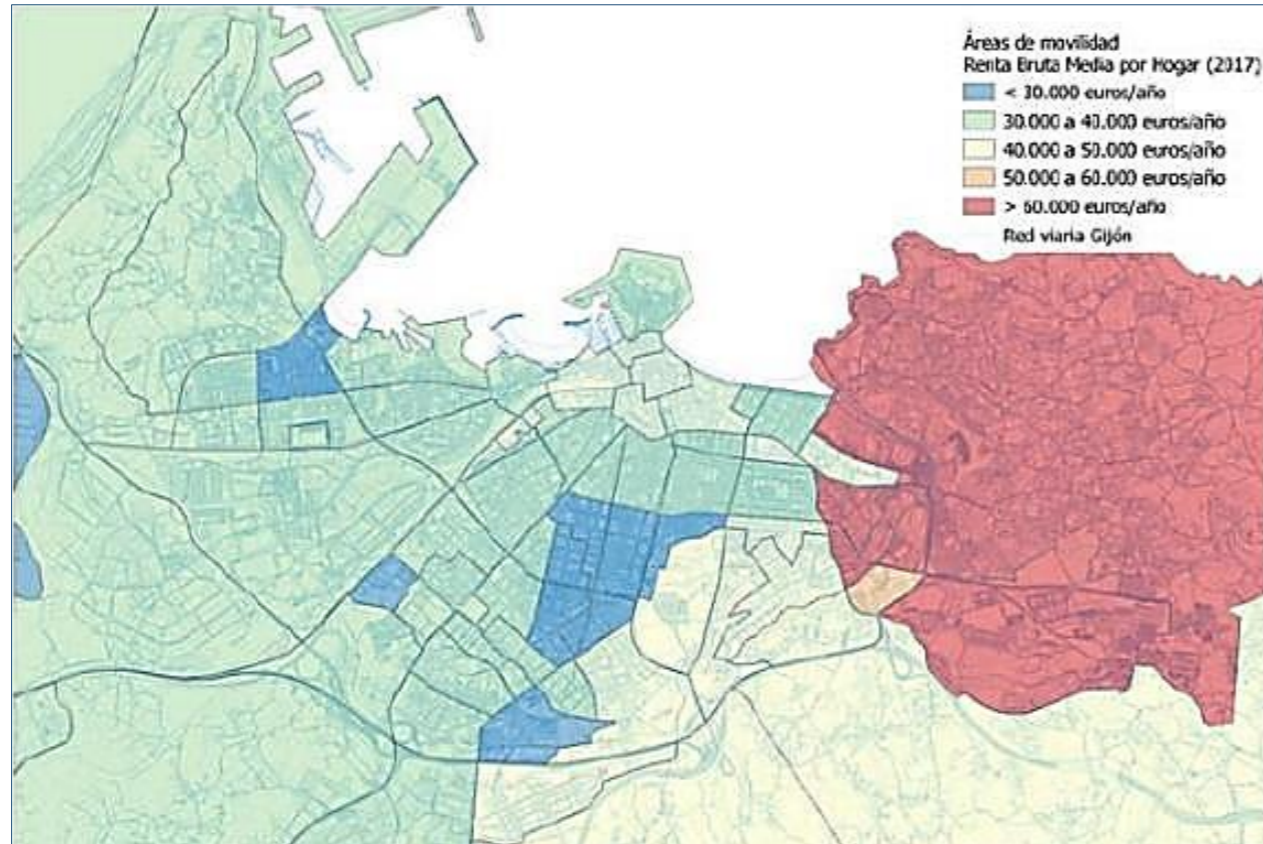 Áreas de movilidad
Renta Bruta Media por Hogar (2017)
< 30.000 euros/año
30.000 a 40.000 euros/año
40.000 a 50.000 euros/año
50.000 a 60.000 euros/año
> 60.000 euros/año
Red viaria Gijón